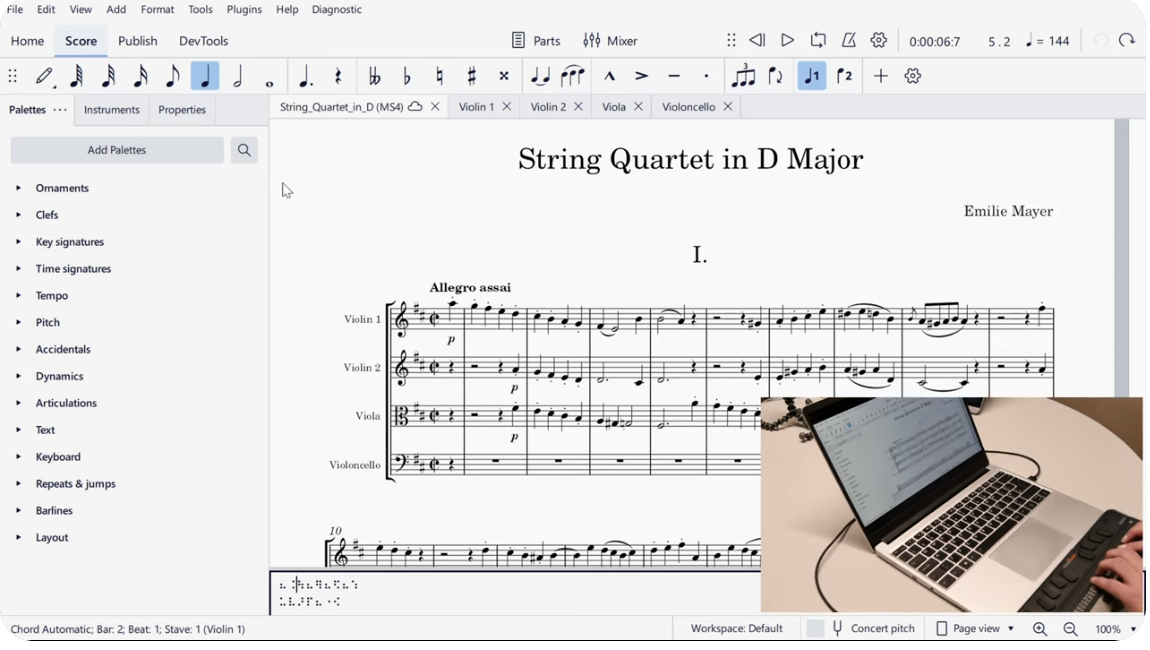 File Edit View Add Format Tools Plugins Help Diagnostic
Home Score Publish DevTools Parts Mixer 0:00:06:7 5 . 2 ♩ = 144
3 1 2
Palettes ··· Instruments Properties String_Quartet_in_D (MS4) Violin 1 Violin 2 Viola Violoncello
Add Palettes
Ornaments
Clefs
Key signatures
Time signatures
Tempo
Pitch
Accidentals
Dynamics
Articulations
Text
Keyboard
Repeats & jumps
Barlines
Layout
String Quartet in D Major
Emilie Mayer
I.
Allegro assai
Violin 1
p
Violin 2
p
Viola
p
Violoncello
10
Chord Automatic; Bar: 2; Beat: 1; Stave: 1 (Violin 1) Workspace: Default Concert pitch Page view 100%